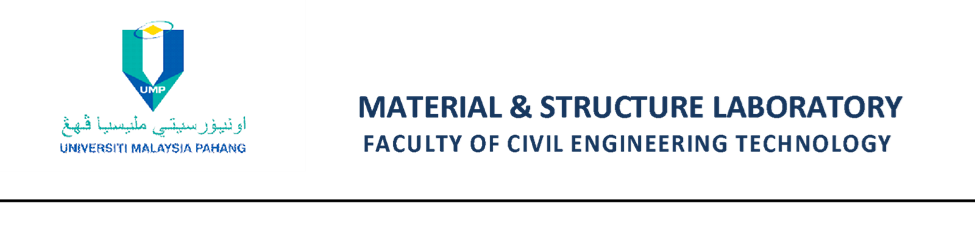 UMP
اونيۏرسيتي مليسيا ڤهڠ
UNIVERSITI MALAYSIA PAHANG
MATERIAL & STRUCTURE LABORATORY
FACULTY OF CIVIL ENGINEERING TECHNOLOGY